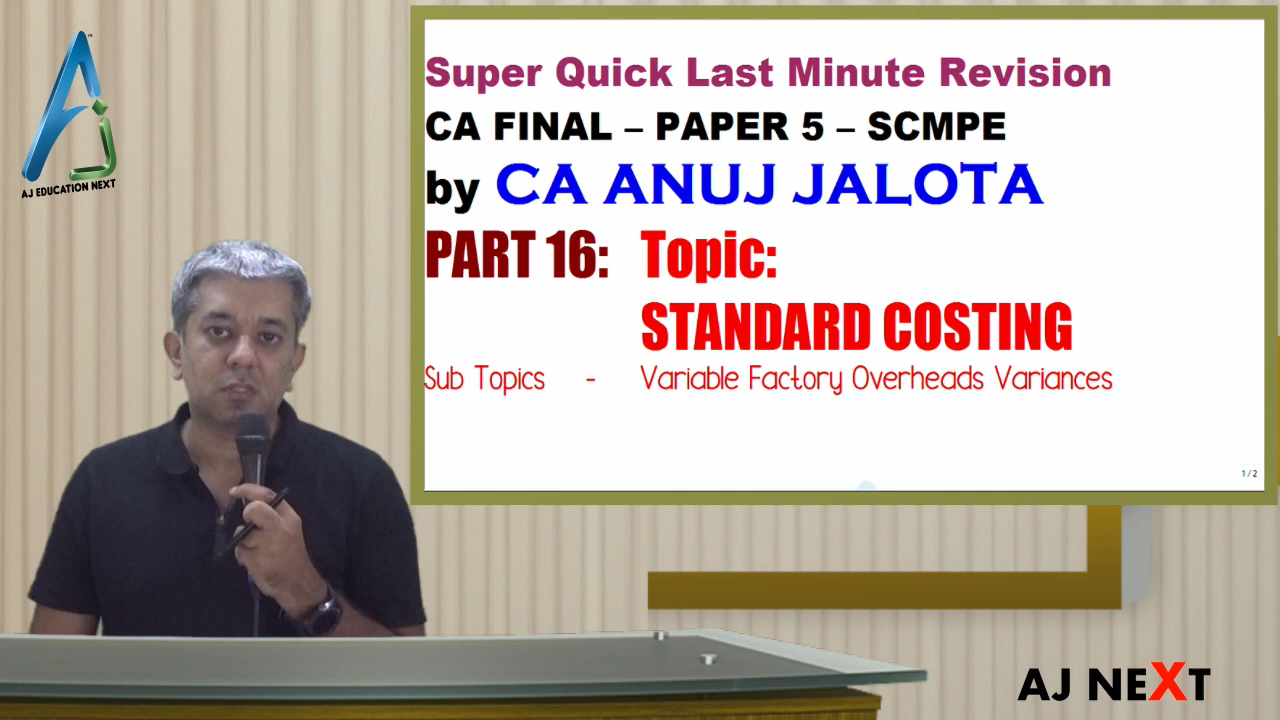 AJ EDUCATION NEXT
Super Quick Last Minute Revision
CA FINAL – PAPER 5 – SCMPE
by CA ANUJ JALOTA
PART 16: Topic:
STANDARD COSTING
Sub Topics - Variable Factory Overheads Variances
1 / 2
AJ NEXT